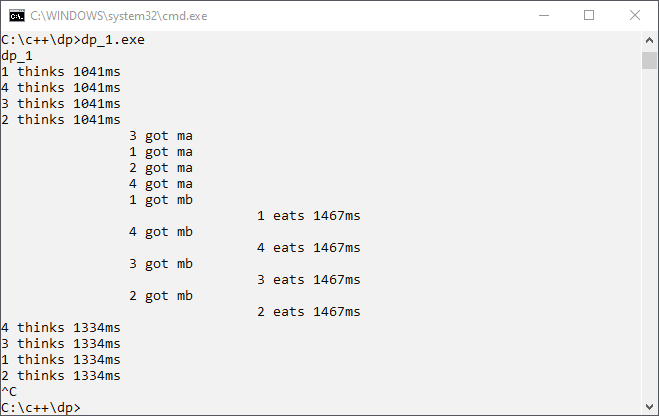 C:\WINDOWS\system32\cmd.exe
C:\c++\dp>dp_1.exe
dp_1
1 thinks 1041ms
4 thinks 1041ms
3 thinks 1041ms
2 thinks 1041ms
3 got ma
1 got ma
2 got ma
4 got ma
1 got mb
1 eats 1467ms
4 got mb
4 eats 1467ms
3 got mb
3 eats 1467ms
2 got mb
2 eats 1467ms
4 thinks 1334ms
3 thinks 1334ms
1 thinks 1334ms
2 thinks 1334ms
^C
C:\c++\dp>